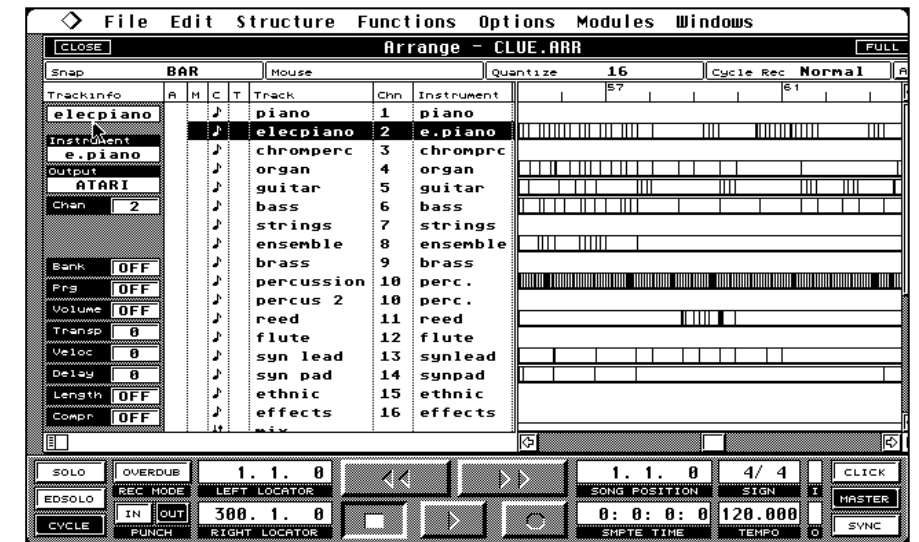 File Edit Structure Functions Options Modules Windows
CLOSE Arrange - CLUE.ARR FULL
Snap BAR Mouse Quantize 16 Cycle Rec Normal A
Trackinfo A M C T Track Chn Instrument 57 61
elecpiano piano 1 piano
elecpiano 2 e.piano
Instrument
e.piano chromperc 3 chromprc
Output organ 4 organ
ATARI guitar 5 guitar
Chan 2 bass 6 bass
strings 7 strings
ensemble 8 ensemble
Bank OFF brass 9 brass
Prg OFF percussion 10 perc.
Volume OFF percus 2 10 perc.
reed 11 reed
Transp 0 flute 12 flute
Veloc 0 syn lead 13 synlead
Delay 0 syn pad 14 synpad
Length OFF ethnic 15 ethnic
Compr OFF effects 16 effects
SOLO OVERDUB 1. 1. 0 1. 1. 0 4/ 4 CLICK
REC MODE LEFT LOCATOR SONG POSITION SIGN I
EDSOLO MASTER
IN OUT 300. 1. 0 0: 0: 0: 0 120.000
CYCLE PUNCH RIGHT LOCATOR SMPTE TIME TEMPO O SYNC